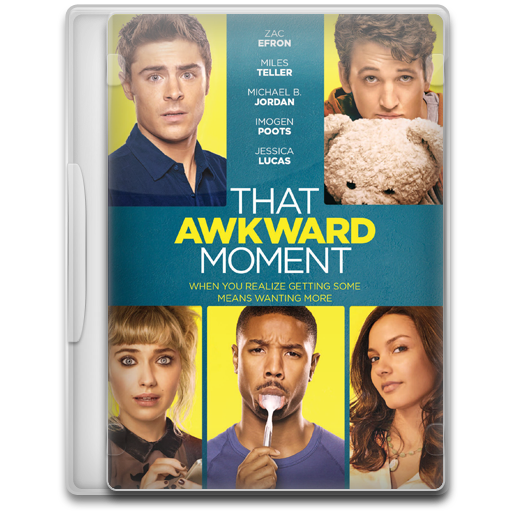 ZAC
EFRON
MILES
TELLER
MICHAEL B.
JORDAN
IMOGEN
POOTS
JESSICA
LUCAS
THAT
AWKWARD
MOMENT
WHEN YOU REALIZE GETTING SOME
MEANS WANTING MORE